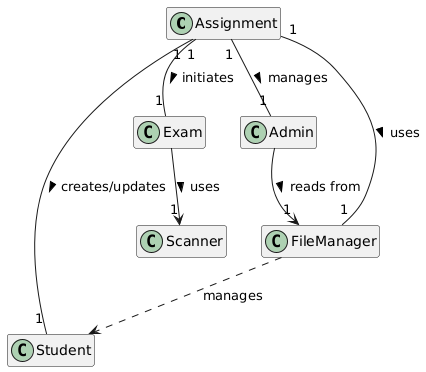 C Assignment
1 1 1 1
initiates
manages
1 1
C Exam
C Admin
uses
creates/updates
uses
reads from
1 1 1
C Scanner
C FileManager
manages
1
C Student